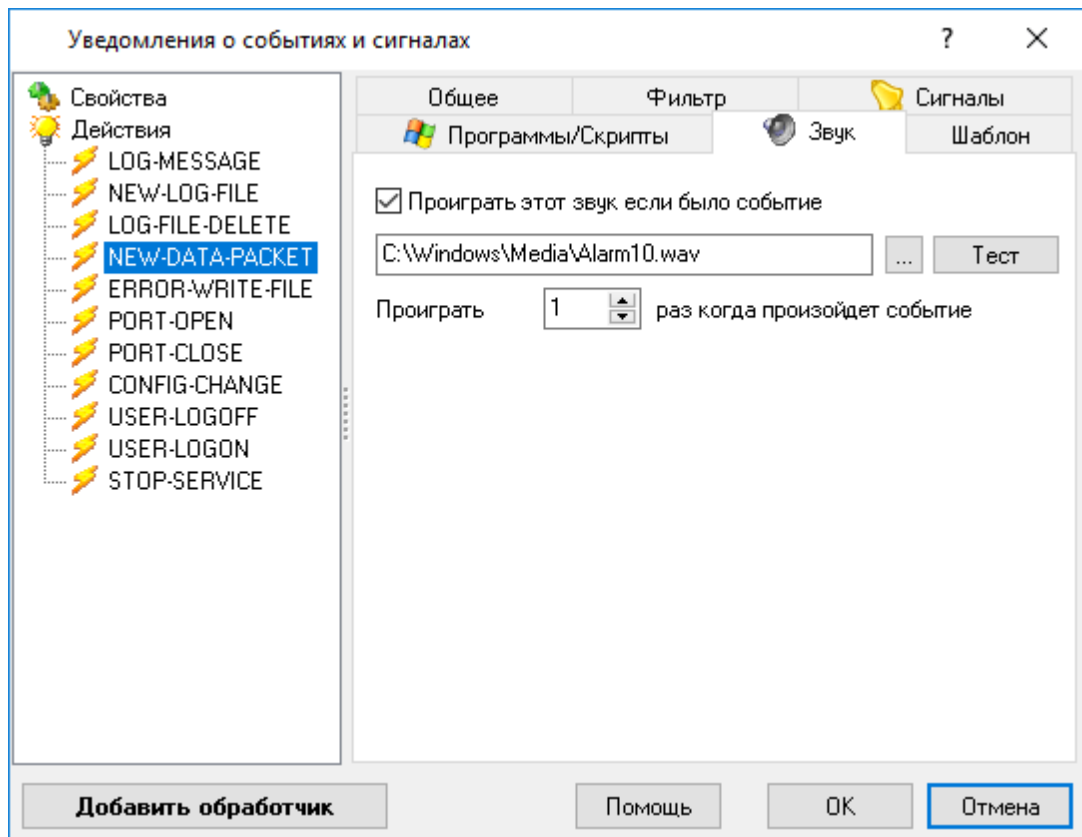 Уведомления о событиях и сигналах
?
Свойства
Действия
LOG-MESSAGE
NEW-LOG-FILE
LOG-FILE-DELETE
NEW-DATA-PACKET
ERROR-WRITE-FILE
PORT-OPEN
PORT-CLOSE
CONFIG-CHANGE
USER-LOGOFF
USER-LOGON
STOP-SERVICE
Общее Фильтр Сигналы
Программы/Скрипты Звук Шаблон
Проиграть этот звук если было событие
C:\Windows\Media\Alarm10.wav ... Тест
Проиграть 1 раз когда произойдет событие
Добавить обработчик Помощь OK Отмена